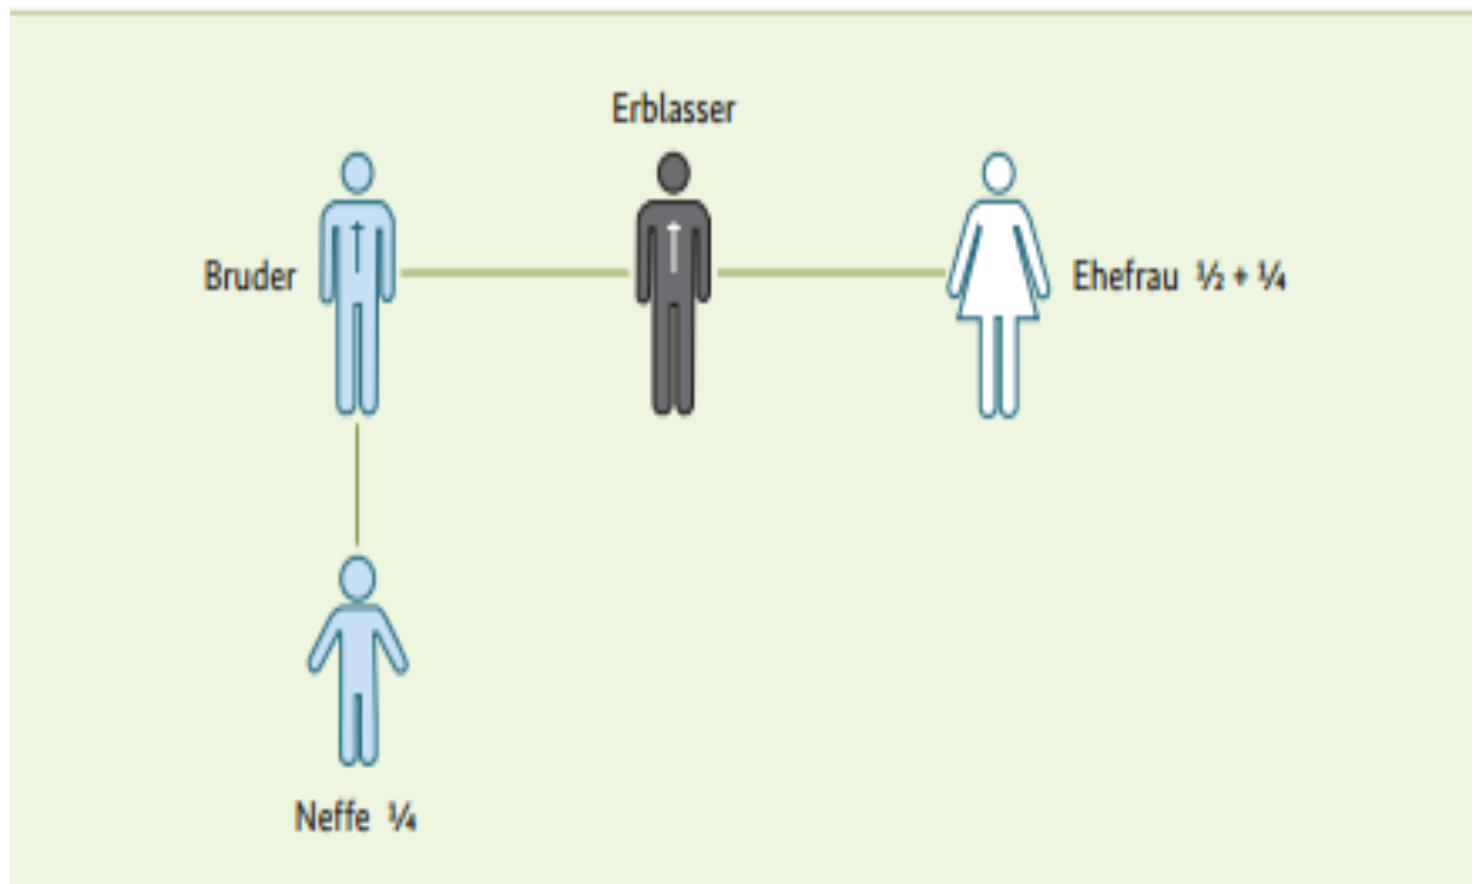 Erblasser
Bruder
Ehefrau ½ + ¼
Neffe ¼